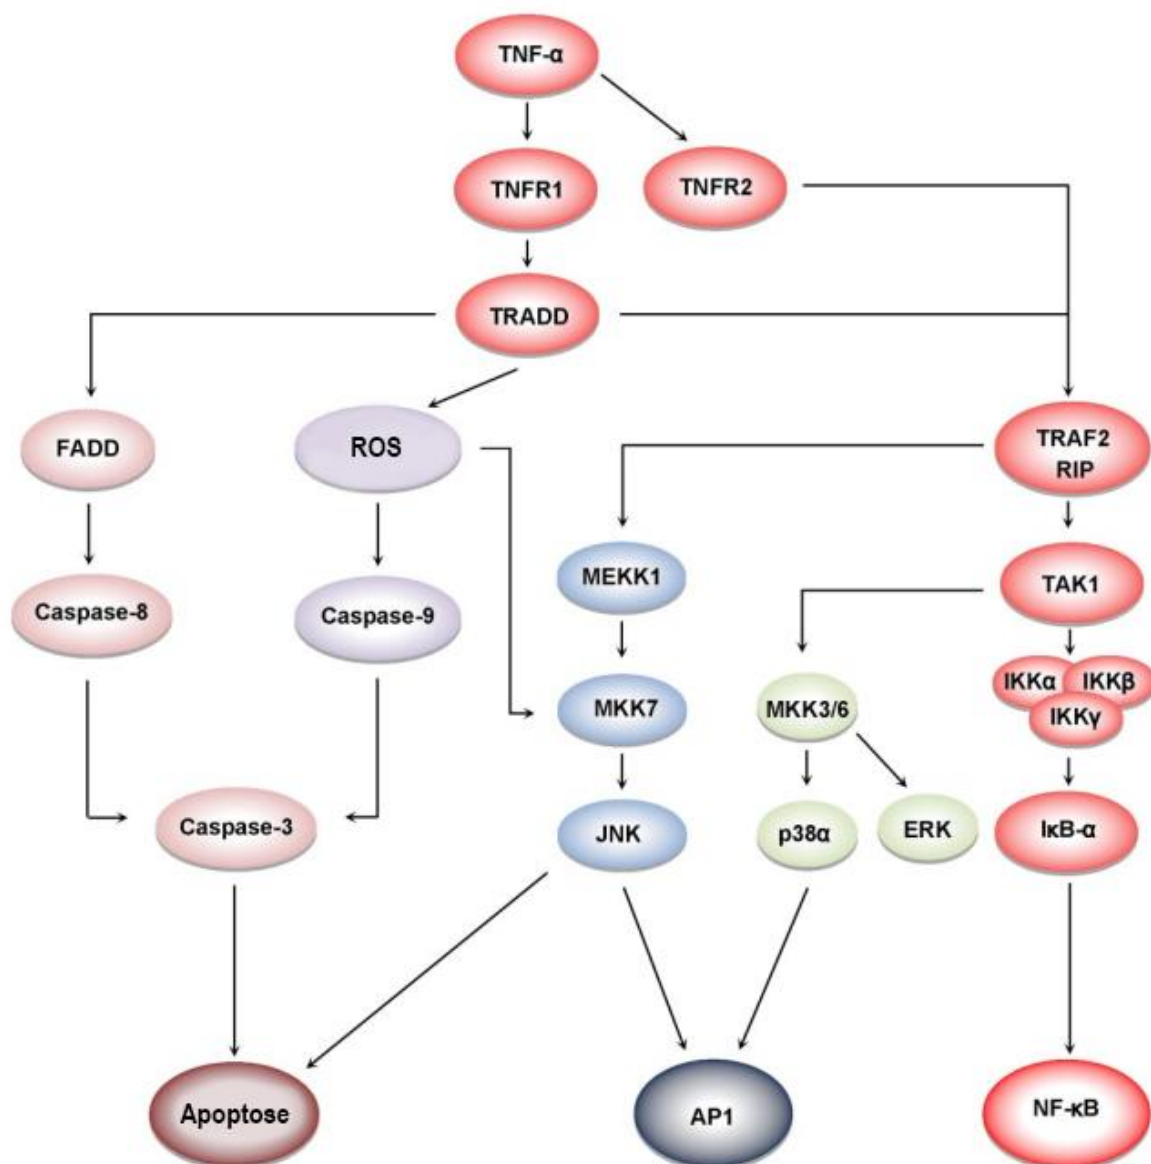 TNF-α
TNFR1
TNFR2
TRADD
FADD
ROS
TRAF2
RIP
MEKK1
TAK1
Caspase-8
Caspase-9
IKKα
IKKβ
IKKγ
MKK7
MKK3/6
Caspase-3
JNK
p38α
ERK
IκB-α
Apoptose
AP1
NF-κB